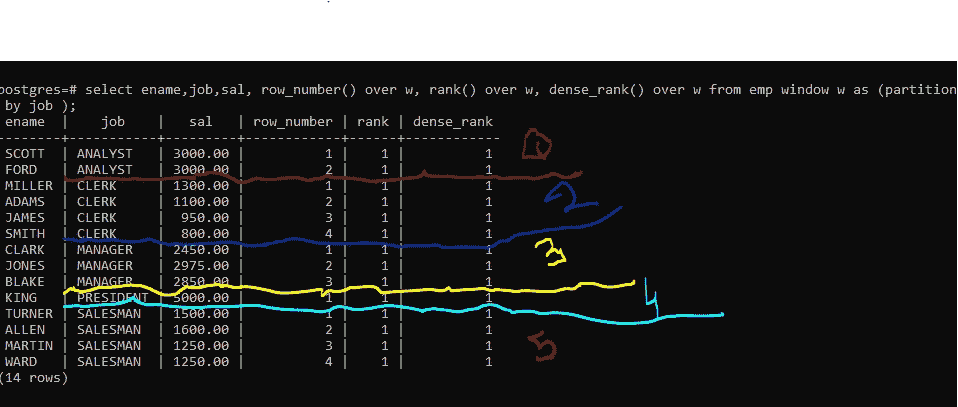 postgres=# select ename,job,sal, row_number() over w, rank() over w, dense_rank() over w from emp window w as (partition
by job );
ename | job | sal | row_number | rank | dense_rank
--------+-----------+---------+------------+------+------------
SCOTT | ANALYST | 3000.00 | 1 | 1 | 1
FORD | ANALYST | 3000.00 | 2 | 1 | 1
MILLER | CLERK | 1300.00 | 1 | 1 | 1
ADAMS | CLERK | 1100.00 | 2 | 1 | 1
JAMES | CLERK | 950.00 | 3 | 1 | 1
SMITH | CLERK | 800.00 | 4 | 1 | 1
2
CLARK | MANAGER | 2450.00 | 1 | 1 | 1
3
JONES | MANAGER | 2975.00 | 2 | 1 | 1
BLAKE | MANAGER | 2850.00 | 3 | 1 | 1
KING | PRESIDENT | 5000.00 | 1 | 1 | 1
4
TURNER | SALESMAN | 1500.00 | 1 | 1 | 1
ALLEN | SALESMAN | 1600.00 | 2 | 1 | 1
MARTIN | SALESMAN | 1250.00 | 3 | 1 | 1
5
WARD | SALESMAN | 1250.00 | 4 | 1 | 1
(14 rows)